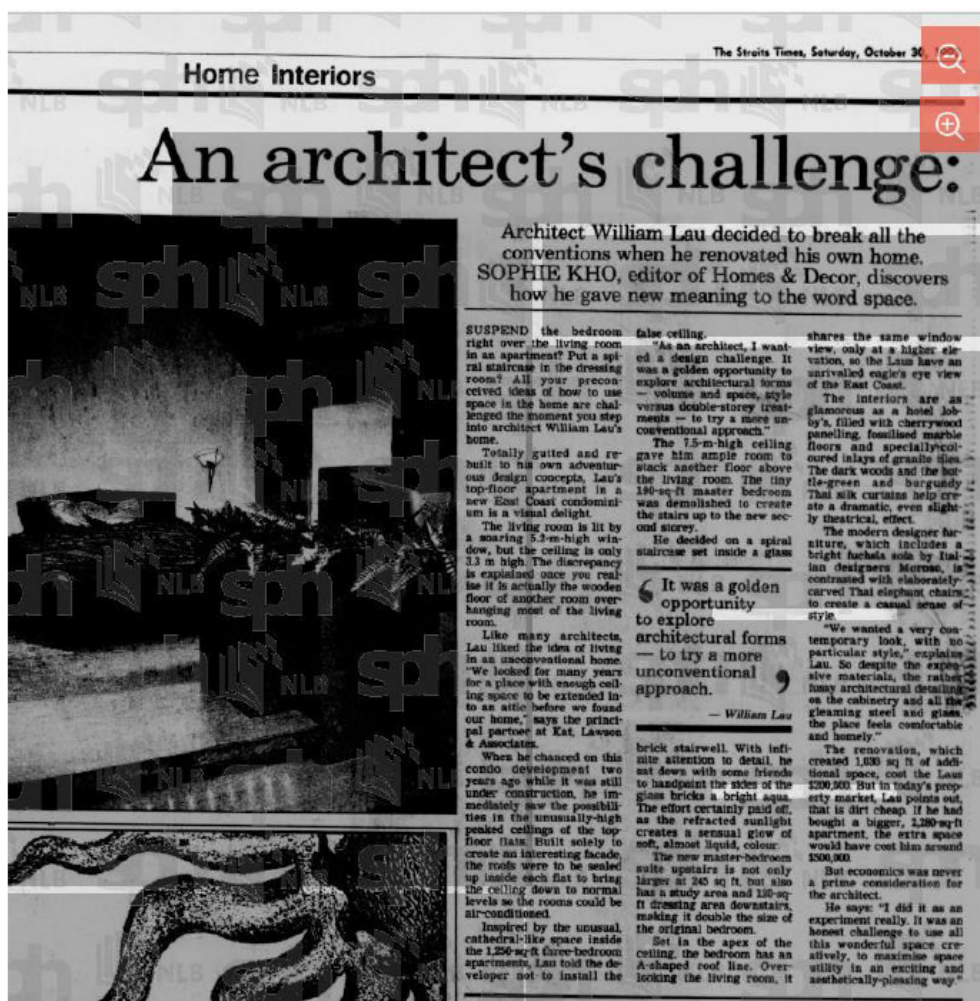 The Straits Times, Saturday, October 30,
Home Interiors
An architect's challenge:
Architect William Lau decided to break all the
conventions when he renovated his own home.
SOPHIE KHO, editor of Homes & Decor, discovers
how he gave new meaning to the word space.
SUSPEND the bedroom
right over the living room
in an apartment? Put a spi-
ral staircase in the dressing
room? All your precon-
ceived ideas of how to use
space in the home are chal-
lenged the moment you step
into architect William Lau's
home.
Totally gutted and re-
built to his own adventur-
ous design concepts, Lau's
top-floor apartment in a
new East Coast condomini-
um is a visual delight.
The living room is lit by
a soaring 5.2-m-high win-
dow, but the ceiling is only
3.3 m high. The discrepancy
is explained once you real-
ise it is actually the wooden
floor of another room over-
hanging most of the living
room.
Like many architects,
Lau liked the idea of living
in an unconventional home.
"We looked for many years
for a place with enough ceil-
ing space to be extended in-
to an attic before we found
our home," says the princi-
pal partner at Kat, Lawson
& Associates.
When he chanced on this
condo development two
years ago while it was still
under construction, he im-
mediately saw the possibili-
ties in the unusually-high
peaked ceilings of the top-
floor flats. Built solely to
create an interesting facade,
the roofs were to be sealed
up inside each flat to bring
the ceiling down to normal
levels so the rooms could be
air-conditioned.
Inspired by the unusual,
cathedral-like space inside
the 1,250-sq-ft three-bedroom
apartments, Lau told the de-
veloper not to install the
false ceiling.
"As an architect, I want-
ed a design challenge. It
was a golden opportunity to
explore architectural forms
— volume and space, style
versus double-storey treat-
ments — to try a more un-
conventional approach."
The 7.5-m-high ceiling
gave him ample room to
stack another floor above
the living room. The tiny
190-sq-ft master bedroom
was demolished to create
the stairs up to the new sec-
ond storey.
He decided on a spiral
staircase set inside a glass
‘ It was a golden
opportunity
to explore
architectural forms
— to try a more
unconventional
approach. ’
— William Lau
brick stairwell. With infi-
nite attention to detail, he
sat down with some friends
to handpaint the sides of the
glass bricks a bright aqua.
The effort certainly paid off,
as the refracted sunlight
creates a sensual glow of
soft, almost liquid, colour.
The new master-bedroom
suite upstairs is not only
larger at 245 sq ft, but also
has a study area and 130-sq-
ft dressing area downstairs,
making it double the size of
the original bedroom.
Set in the apex of the
ceiling, the bedroom has an
A-shaped roof line. Over-
looking the living room, it
shares the same window
view, only at a higher ele-
vation, so the Laus have an
unrivalled eagle's eye view
of the East Coast.
The interiors are as
glamorous as a hotel lob-
by's, filled with cherrywood
panelling, fossilised marble
floors and specially-col-
oured inlays of granite tiles.
The dark woods and the bot-
tle-green and burgundy
Thai silk curtains help cre-
ate a dramatic, even slight-
ly theatrical, effect.
The modern designer fur-
niture, which includes a
bright fuchsia sofa by Ital-
ian designers Moroso, is
contrasted with elaborately-
carved Thai elephant chairs
to create a casual sense of
style.
"We wanted a very con-
temporary look, with no
particular style," explains
Lau. So despite the expen-
sive materials, the rather
fussy architectural detailing
on the cabinetry and all the
gleaming steel and glass,
the place feels comfortable
and homely."
The renovation, which
created 1,030 sq ft of addi-
tional space, cost the Laus
$200,000. But in today's prop-
erty market, Lau points out,
that is dirt cheap. If he had
bought a bigger, 2,280-sq-ft
apartment, the extra space
would have cost him around
$500,000.
But economics was never
a prime consideration for
the architect.
He says: "I did it as an
experiment really. It was an
honest challenge to use all
this wonderful space cre-
atively, to maximise space
utility in an exciting and
aesthetically-pleasing way."